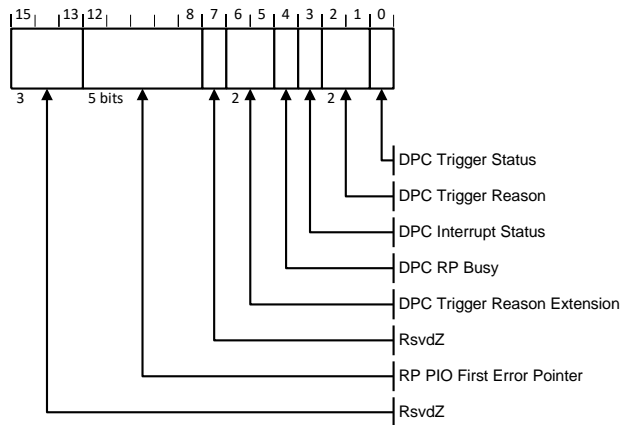 15 13 12 8 7 6 5 4 3 2 1 0
3 5 bits 2 2
DPC Trigger Status
DPC Trigger Reason
DPC Interrupt Status
DPC RP Busy
DPC Trigger Reason Extension
RsvdZ
RP PIO First Error Pointer
RsvdZ